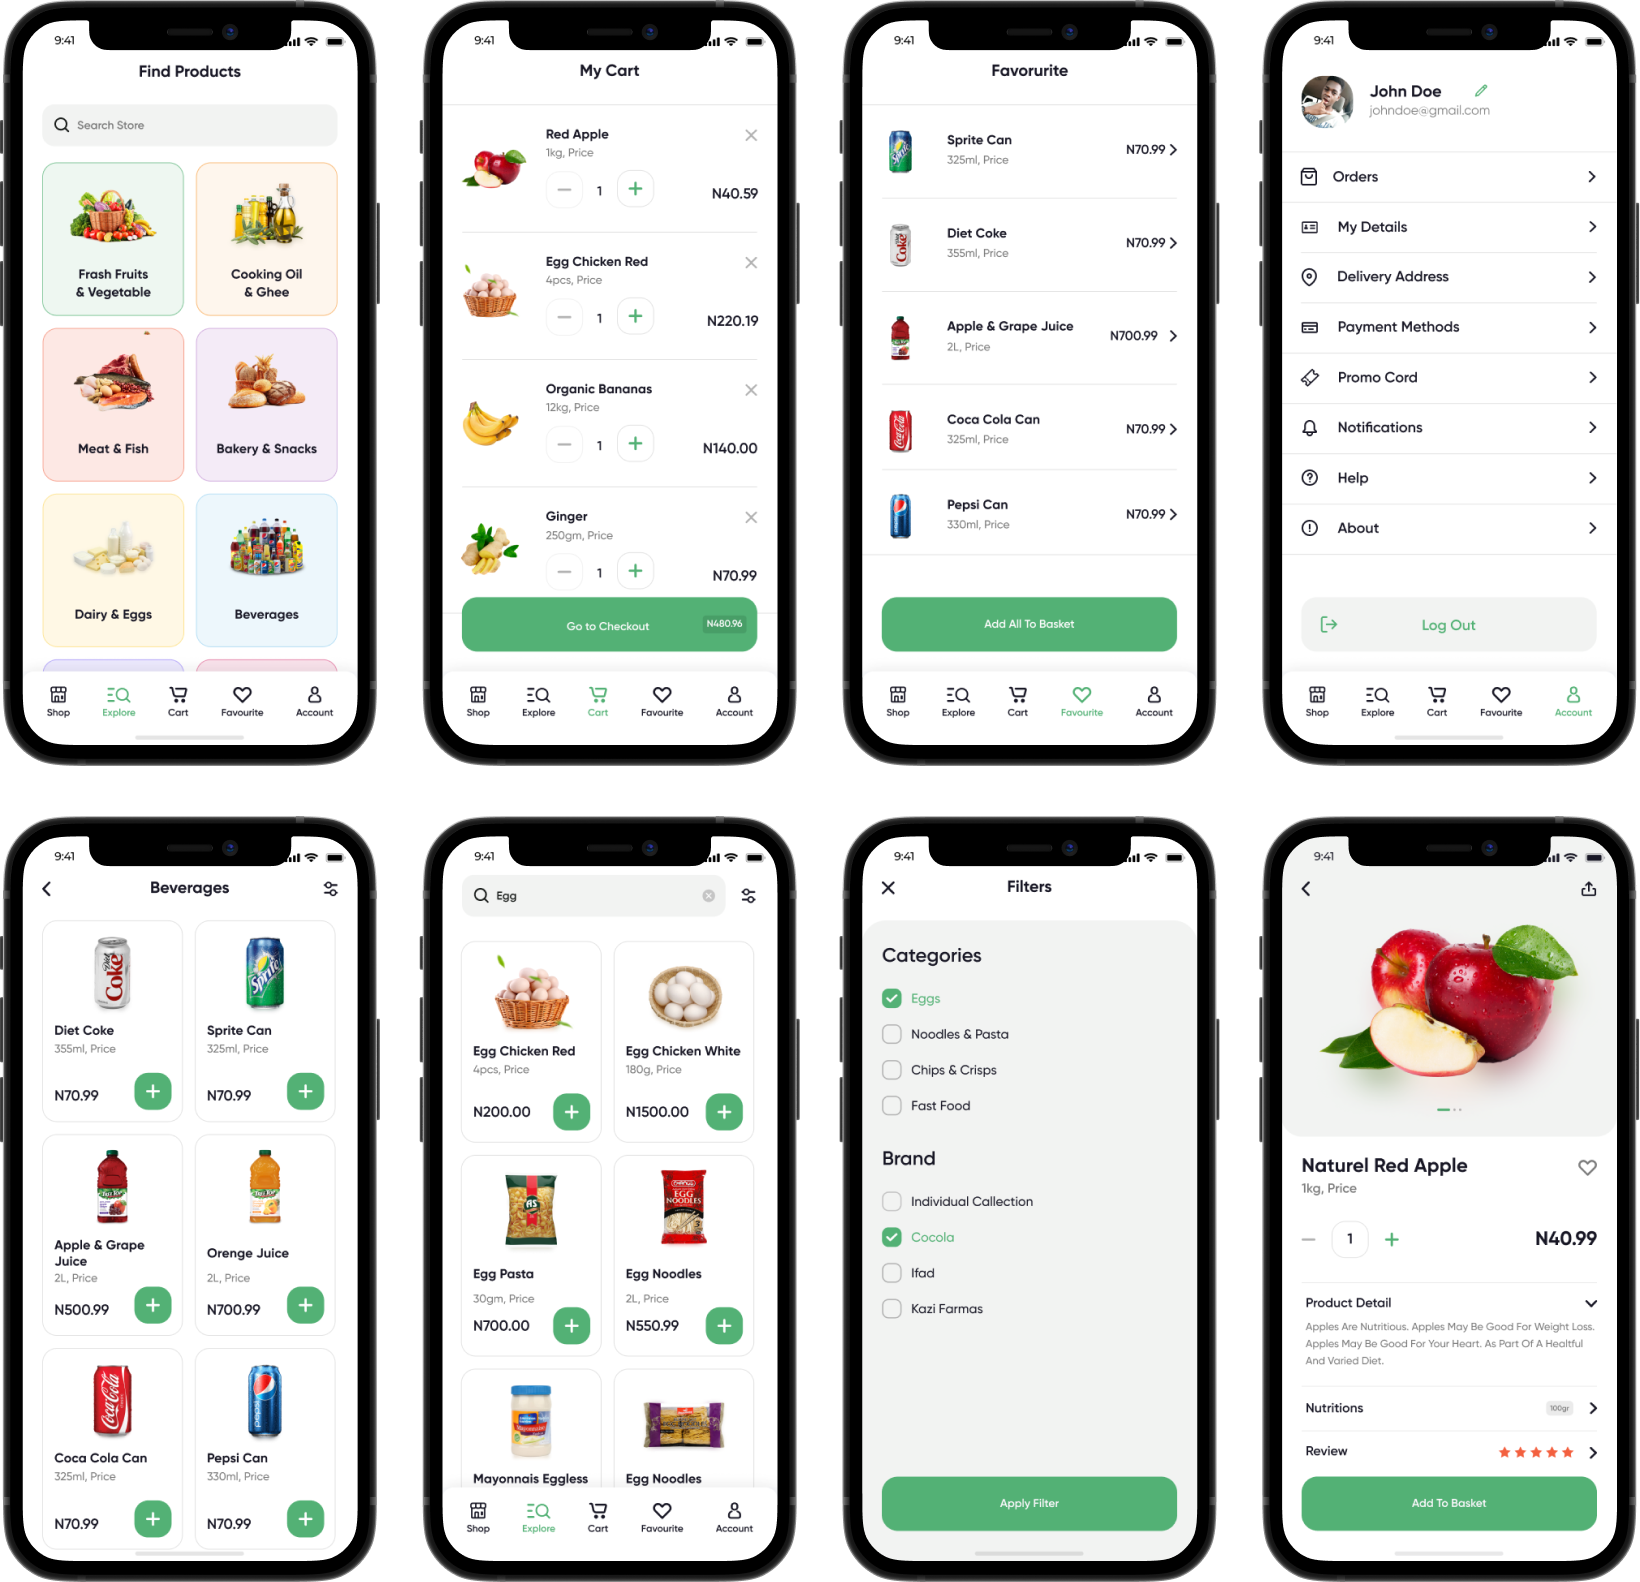 9:41
Find Products
Search Store
Frash Fruits
& Vegetable
Cooking Oil
& Ghee
Meat & Fish
Bakery & Snacks
Dairy & Eggs
Beverages
Shop
Explore
Cart
Favourite
Account
9:41
My Cart
Red Apple
1kg, Price
1
N40.59
Egg Chicken Red
4pcs, Price
1
N220.19
Organic Bananas
12kg, Price
1
N140.00
Ginger
250gm, Price
1
N70.99
Go to Checkout
N480.96
Shop
Explore
Cart
Favourite
Account
9:41
Favorurite
Sprite Can
325ml, Price
N70.99
Diet Coke
355ml, Price
N70.99
Apple & Grape Juice
2L, Price
N700.99
Coca Cola Can
325ml, Price
N70.99
Pepsi Can
330ml, Price
N70.99
Add All To Basket
Shop
Explore
Cart
Favourite
Account
9:41
John Doe
johndoe@gmail.com
Orders
My Details
Delivery Address
Payment Methods
Promo Cord
Notifications
Help
About
Log Out
Shop
Explore
Cart
Favourite
Account
9:41
Beverages
Diet
Coke
Diet Coke
355ml, Price
N70.99
Sprite
Sprite Can
325ml, Price
N70.99
Apple & Grape
Juice
2L, Price
N500.99
Orenge Juice
2L, Price
N700.99
Coca-Cola
Coca Cola Can
325ml, Price
N70.99
pepsi
Pepsi Can
330ml, Price
N70.99
9:41
Egg
Egg Chicken Red
4pcs, Price
N200.00
Egg Chicken White
180g, Price
N1500.00
Egg Pasta
30gm, Price
N700.00
EGG
NOODLES
Egg Noodles
2L, Price
N550.99
Mayonnais Eggless
Egg Noodles
Shop
Explore
Cart
Favourite
Account
9:41
Filters
Categories
Eggs
Noodles & Pasta
Chips & Crisps
Fast Food
Brand
Individual Callection
Cocola
Ifad
Kazi Farmas
Apply Filter
9:41
Naturel Red Apple
1kg, Price
1
N40.99
Product Detail
Apples Are Nutritious. Apples May Be Good For Weight Loss.
Apples May Be Good For Your Heart. As Part Of A Healtful
And Varied Diet.
Nutritions
100gr
Review
Add To Basket